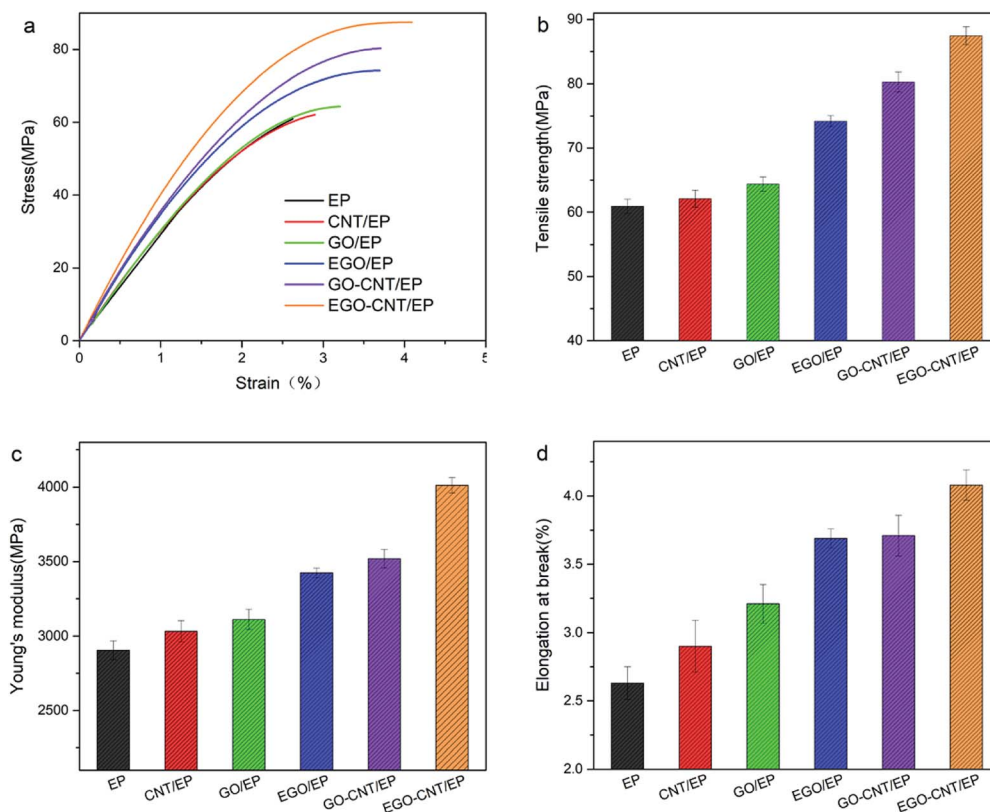 a
Stress(MPa)
80
60
40
20
0
0
1
2
3
4
5
Strain（%）
EP
CNT/EP
GO/EP
EGO/EP
GO-CNT/EP
EGO-CNT/EP
b
Tensile strength(MPa)
90
80
70
60
50
40
EP
CNT/EP
GO/EP
EGO/EP
GO-CNT/EP
EGO-CNT/EP
c
Young's modulus(MPa)
4000
3500
3000
2500
EP
CNT/EP
GO/EP
EGO/EP
GO-CNT/EP
EGO-CNT/EP
d
Elongation at break(%)
4.0
3.5
3.0
2.5
2.0
EP
CNT/EP
GO/EP
EGO/EP
GO-CNT/EP
EGO-CNT/EP